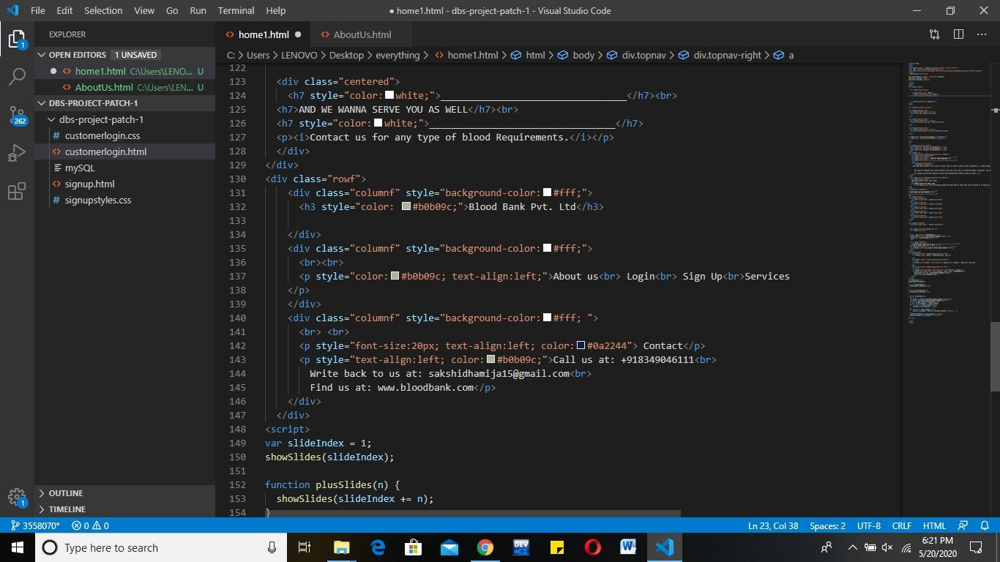 File Edit Selection View Go Run Terminal Help ● home1.html - dbs-project-patch-1 - Visual Studio Code
EXPLORER
OPEN EDITORS 1 UNSAVED
home1.html C:\Users\LENO... U
AboutUs.html C:\Users\LEN... U
DBS-PROJECT-PATCH-1
dbs-project-patch-1
# customerlogin.css
<> customerlogin.html
mySQL
<> signup.html
# signupstyles.css
OUTLINE
TIMELINE
1
262
1
<> home1.html ●
<> AboutUs.html
C: > Users > LENOVO > Desktop > everything > <> home1.html > html > body > div.topnav > div.topnav-right > a
122
123 <div class="centered">
124 <h7 style="color:white;">_________________________________</h7><br>
125 <h7>AND WE WANNA SERVE YOU AS WELL</h7><br>
126 <h7 style="color:white;">_________________________________</h7>
127 <p><i>Contact us for any type of blood Requirements.</i></p>
128 </div>
129 </div>
130 <div class="rowf">
131 <div class="columnf" style="background-color:#fff;">
132 <h3 style="color: #b0b09c;">Blood Bank Pvt. Ltd</h3>
133
134 </div>
135 <div class="columnf" style="background-color:#fff;">
136 <br><br>
137 <p style="color:#b0b09c; text-align:left;">About us<br> Login<br> Sign Up<br>Services
138 </p>
139 </div>
140 <div class="columnf" style="background-color:#fff; ">
141 <br> <br>
142 <p style="font-size:20px; text-align:left; color:#0a2244"> Contact</p>
143 <p style="text-align:left; color:#b0b09c;">Call us at: +918349046111<br>
144 Write back to us at: sakshidhamija15@gmail.com<br>
145 Find us at: www.bloodbank.com</p>
146 </div>
147 </div>
148 <script>
149 var slideIndex = 1;
150 showSlides(slideIndex);
151
152 function plusSlides(n) {
153 showSlides(slideIndex += n);
154 }
3558070* 0 0 Ln 23, Col 38 Spaces: 2 UTF-8 CRLF HTML
Type here to search
DEV
6:21 PM
5/20/2020